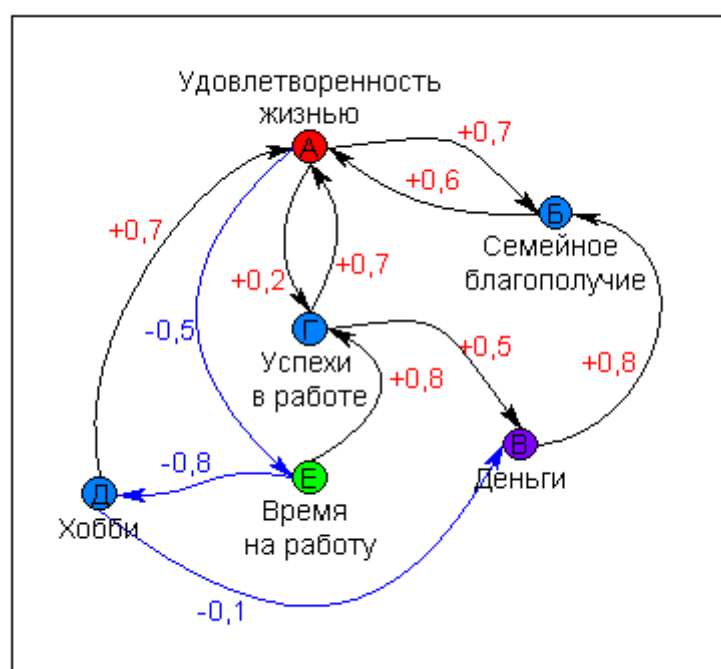 Удовлетворенность
жизнью
А
+0,7
+0,6
Б
Семейное
благополучие
+0,7
+0,2
+0,7
-0,5
Г
Успехи
в работе
+0,5
+0,8
+0,8
В
Деньги
-0,8
Е
Время
на работу
Д
Хобби
-0,1